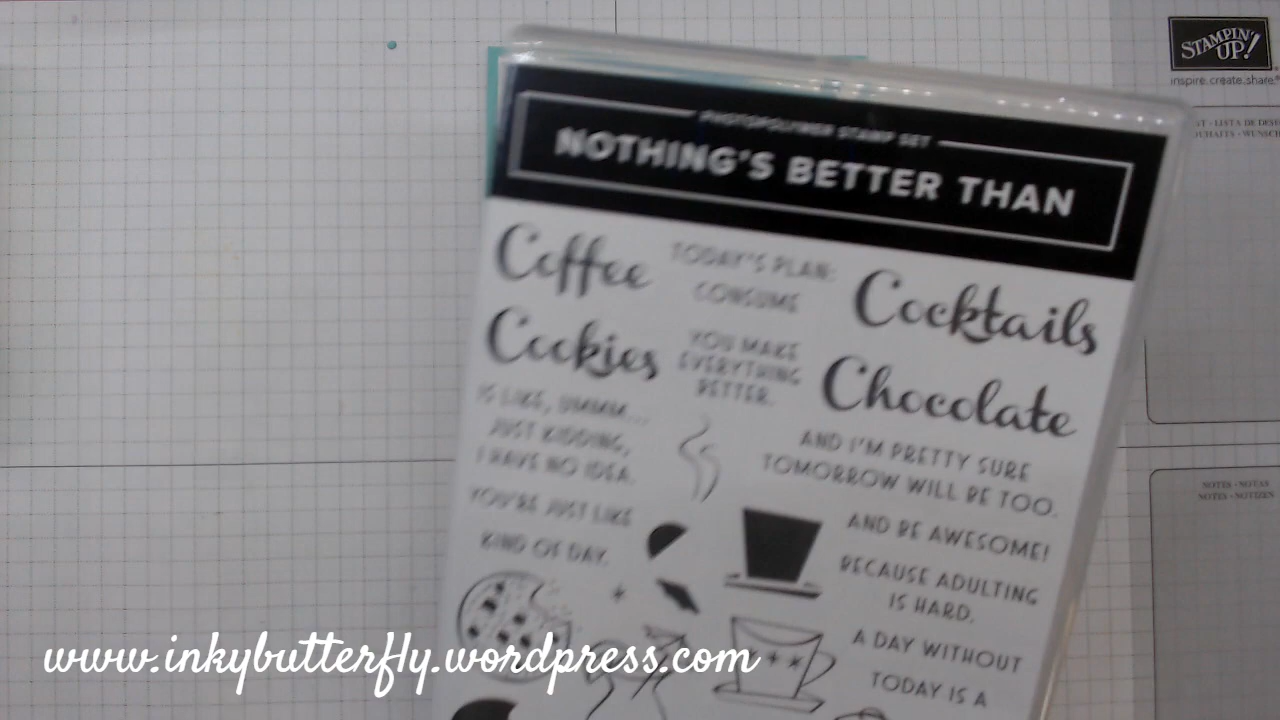 STAMPIN' UP!
inspire.create.share.
PHOTOPOLYMER STAMP SET
NOTHING'S BETTER THAN
Coffee
TODAY'S PLAN:
CONSUME
Cocktails
Cookies
YOU MAKE
EVERYTHING
BETTER.
Chocolate
IS LIKE, UMMM...
JUST KIDDING,
I HAVE NO IDEA.
AND I'M PRETTY SURE
TOMORROW WILL BE TOO.
YOU'RE JUST LIKE
KIND OF DAY.
AND BE AWESOME!
BECAUSE ADULTING
IS HARD.
A DAY WITHOUT
TODAY IS A
NOTES • NOTAS
NOTES • NOTIZEN
www.inkybutterfly.wordpress.com